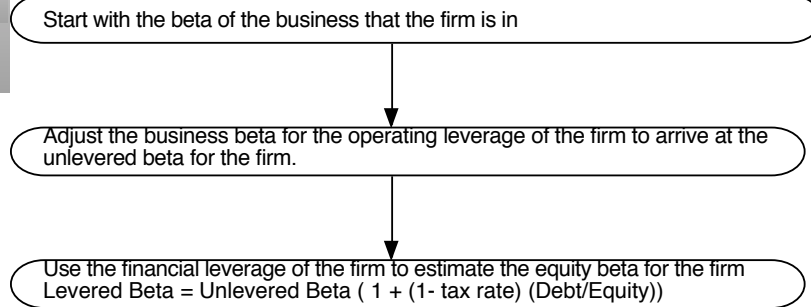 Start with the beta of the business that the firm is in
Adjust the business beta for the operating leverage of the firm to arrive at the
unlevered beta for the firm.
Use the financial leverage of the firm to estimate the equity beta for the firm
Levered Beta = Unlevered Beta ( 1 + (1- tax rate) (Debt/Equity))